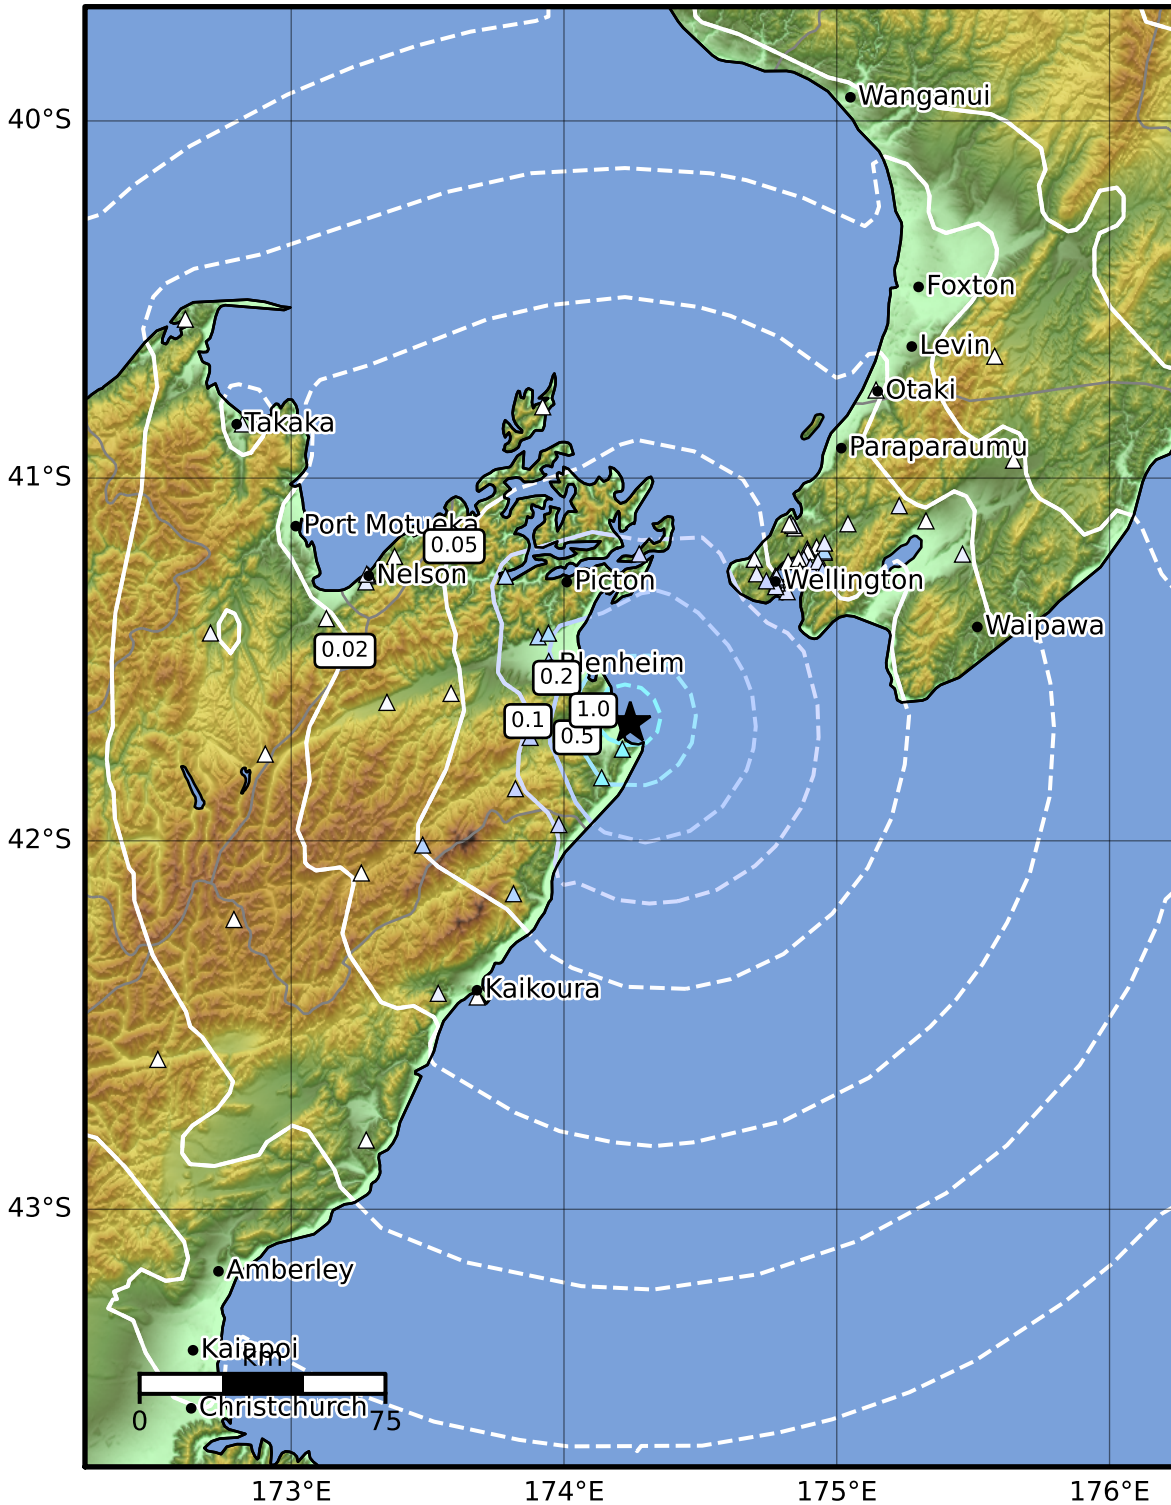 Wanganui
40°S
Foxton
Levin
Otaki
Takaka
Paraparaumu
41°S
Port Motueka
0.05
Nelson
Picton
Wellington
Waipawa
0.02
Blenheim
0.2
1.0
0.1
0.5
42°S
Kaikoura
43°S
Amberley
Kaiapoi
km
Christchurch
0
75
173°E
174°E
175°E
176°E